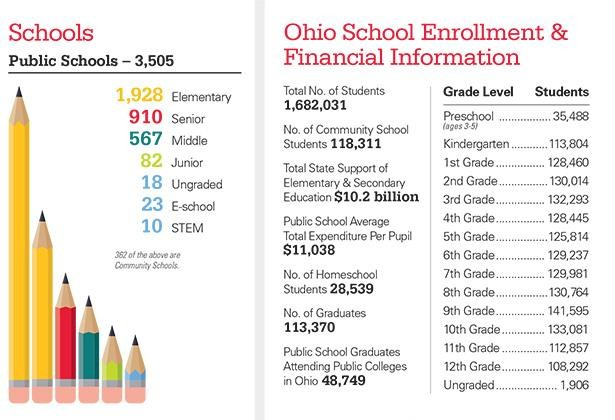 Schools
Public Schools – 3,505
1,928 Elementary
910 Senior
567 Middle
82 Junior
18 Ungraded
23 E-school
10 STEM
362 of the above are
Community Schools.
Ohio School Enrollment &
Financial Information
Total No. of Students
1,682,031
No. of Community School
Students 118,311
Total State Support of
Elementary & Secondary
Education $10.2 billion
Public School Average
Total Expenditure Per Pupil
$11,038
No. of Homeschool
Students 28,539
No. of Graduates
113,370
Public School Graduates
Attending Public Colleges
in Ohio 48,749
Grade Level Students
Preschool ............. 35,488
(ages 3-5)
Kindergarten ............ 113,804
1st Grade ................. 128,460
2nd Grade ................ 130,014
3rd Grade ................. 132,293
4th Grade ................. 128,445
5th Grade ................. 125,814
6th Grade ................. 129,237
7th Grade ................. 129,981
8th Grade ................. 130,764
9th Grade ................. 141,595
10th Grade ............... 133,081
11th Grade ............... 112,857
12th Grade ............... 108,292
Ungraded .................... 1,906